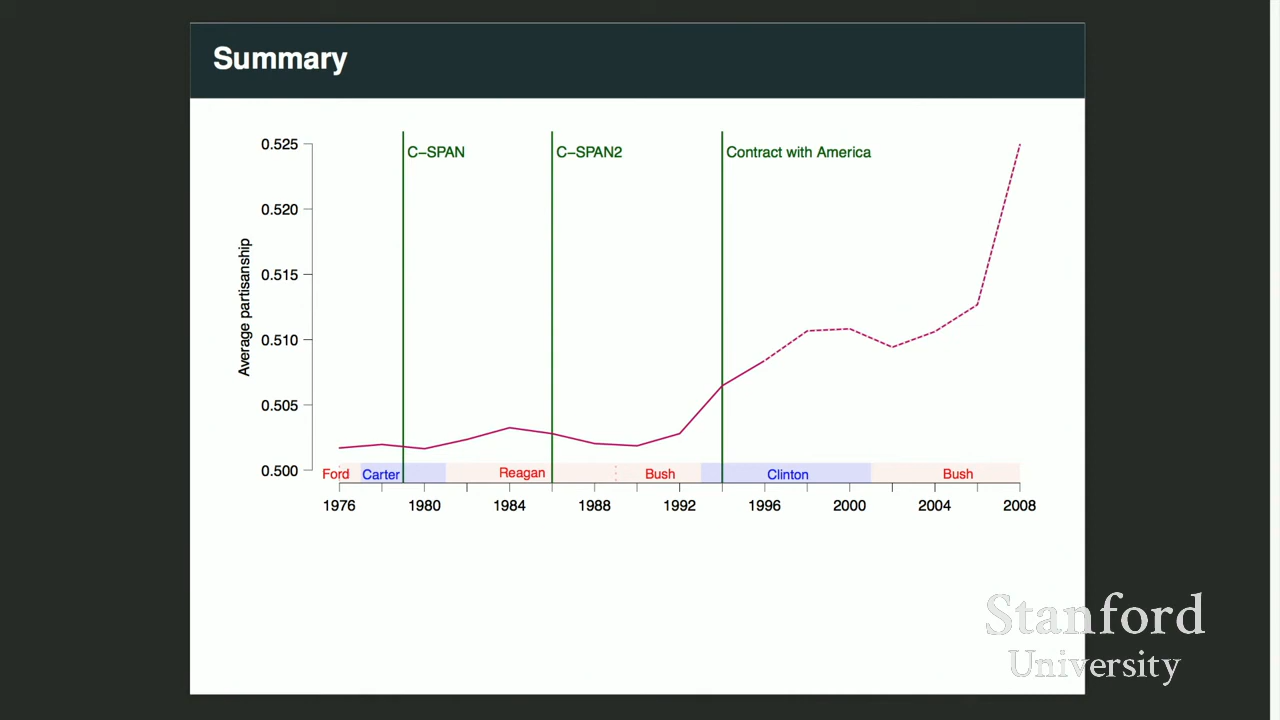 Summary
0.525
0.520
0.515
0.510
0.505
0.500
Average partisanship
C-SPAN
C-SPAN2
Contract with America
Ford
Carter
Reagan
Bush
Clinton
Bush
1976
1980
1984
1988
1992
1996
2000
2004
2008
Stanford
University